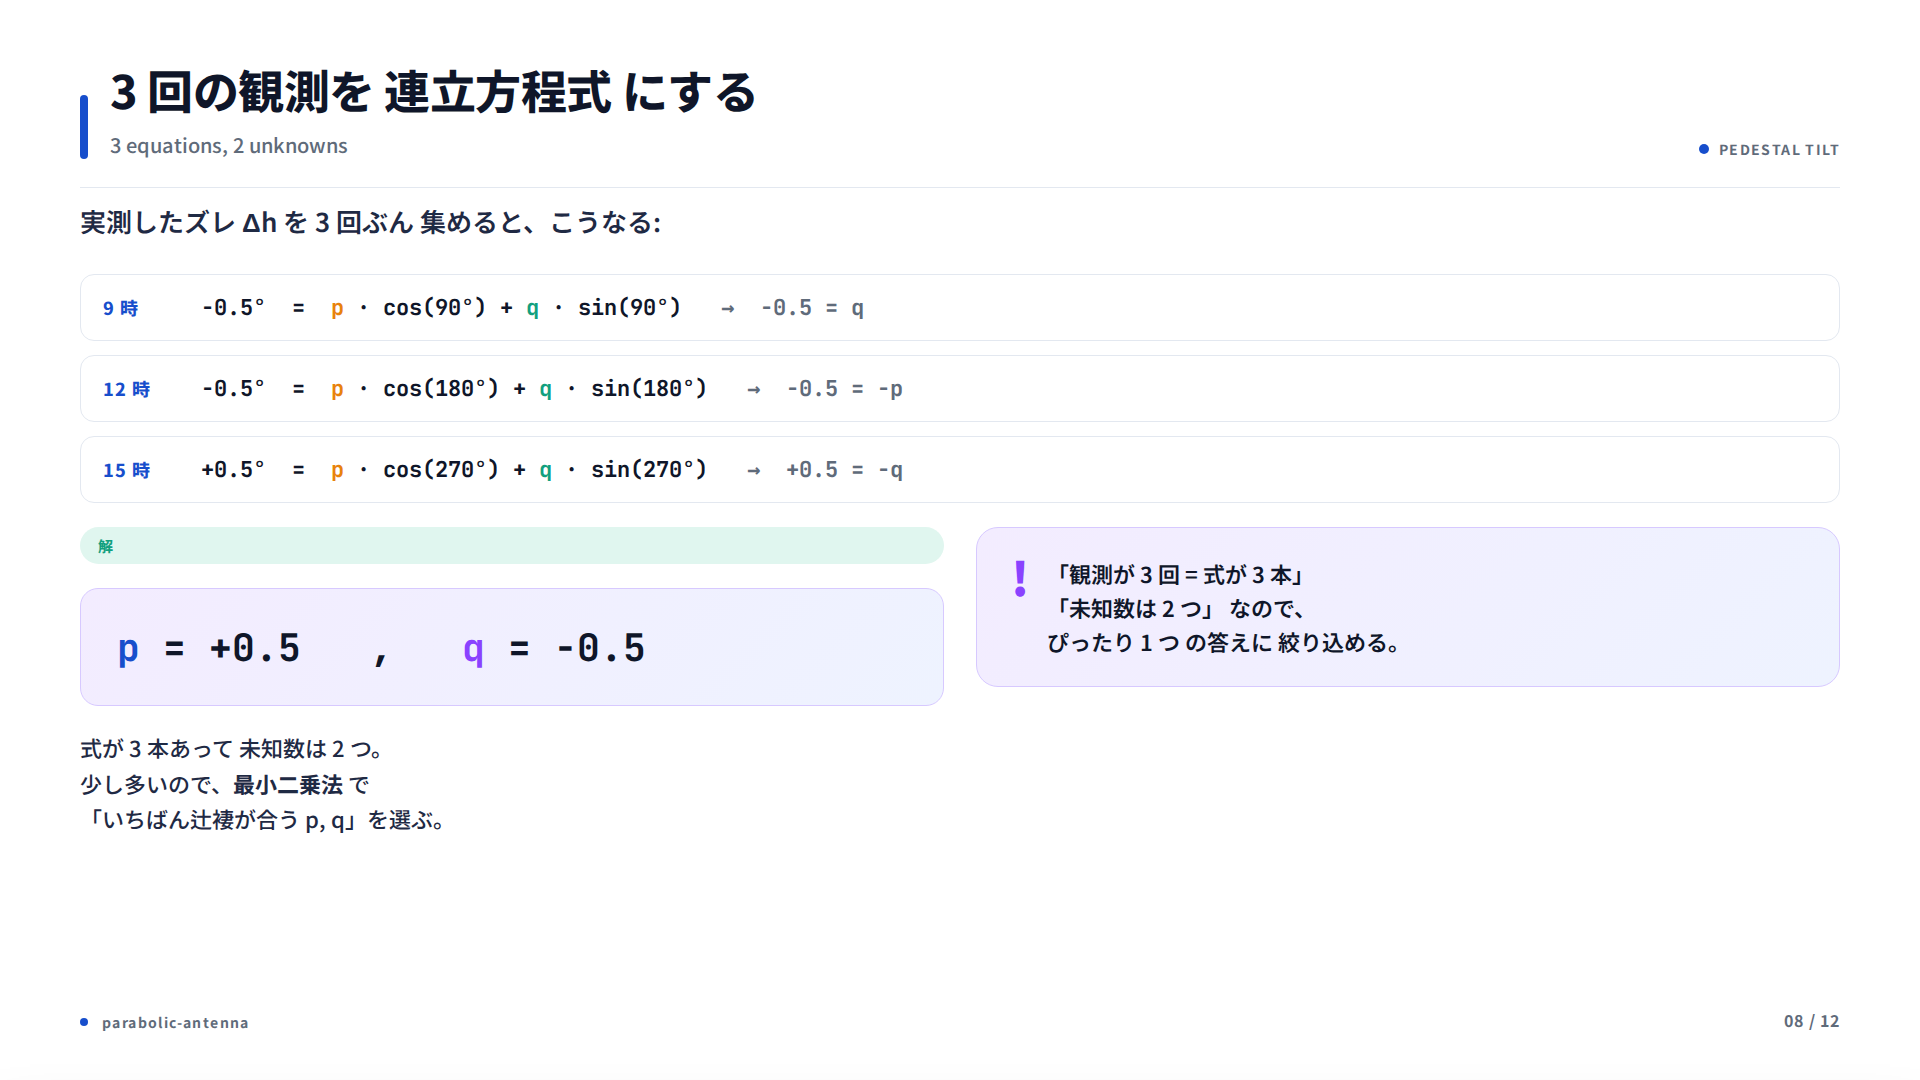 3 回の観測を 連立方程式 にする
3 equations, 2 unknowns
PEDESTAL TILT
実測したズレ Δh を 3 回ぶん 集めると、こうなる:
9 時 -0.5° = p · cos(90°) + q · sin(90°) → -0.5 = q
12 時 -0.5° = p · cos(180°) + q · sin(180°) → -0.5 = -p
15 時 +0.5° = p · cos(270°) + q · sin(270°) → +0.5 = -q
解
p = +0.5 , q = -0.5
式が 3 本あって 未知数は 2 つ。
少し多いので、最小二乗法 で
「いちばん辻褄が合う p, q」を選ぶ。
!
「観測が 3 回 = 式が 3 本」
「未知数は 2 つ」 なので、
ぴったり 1 つ の答えに 絞り込める。
parabolic-antenna
08 / 12